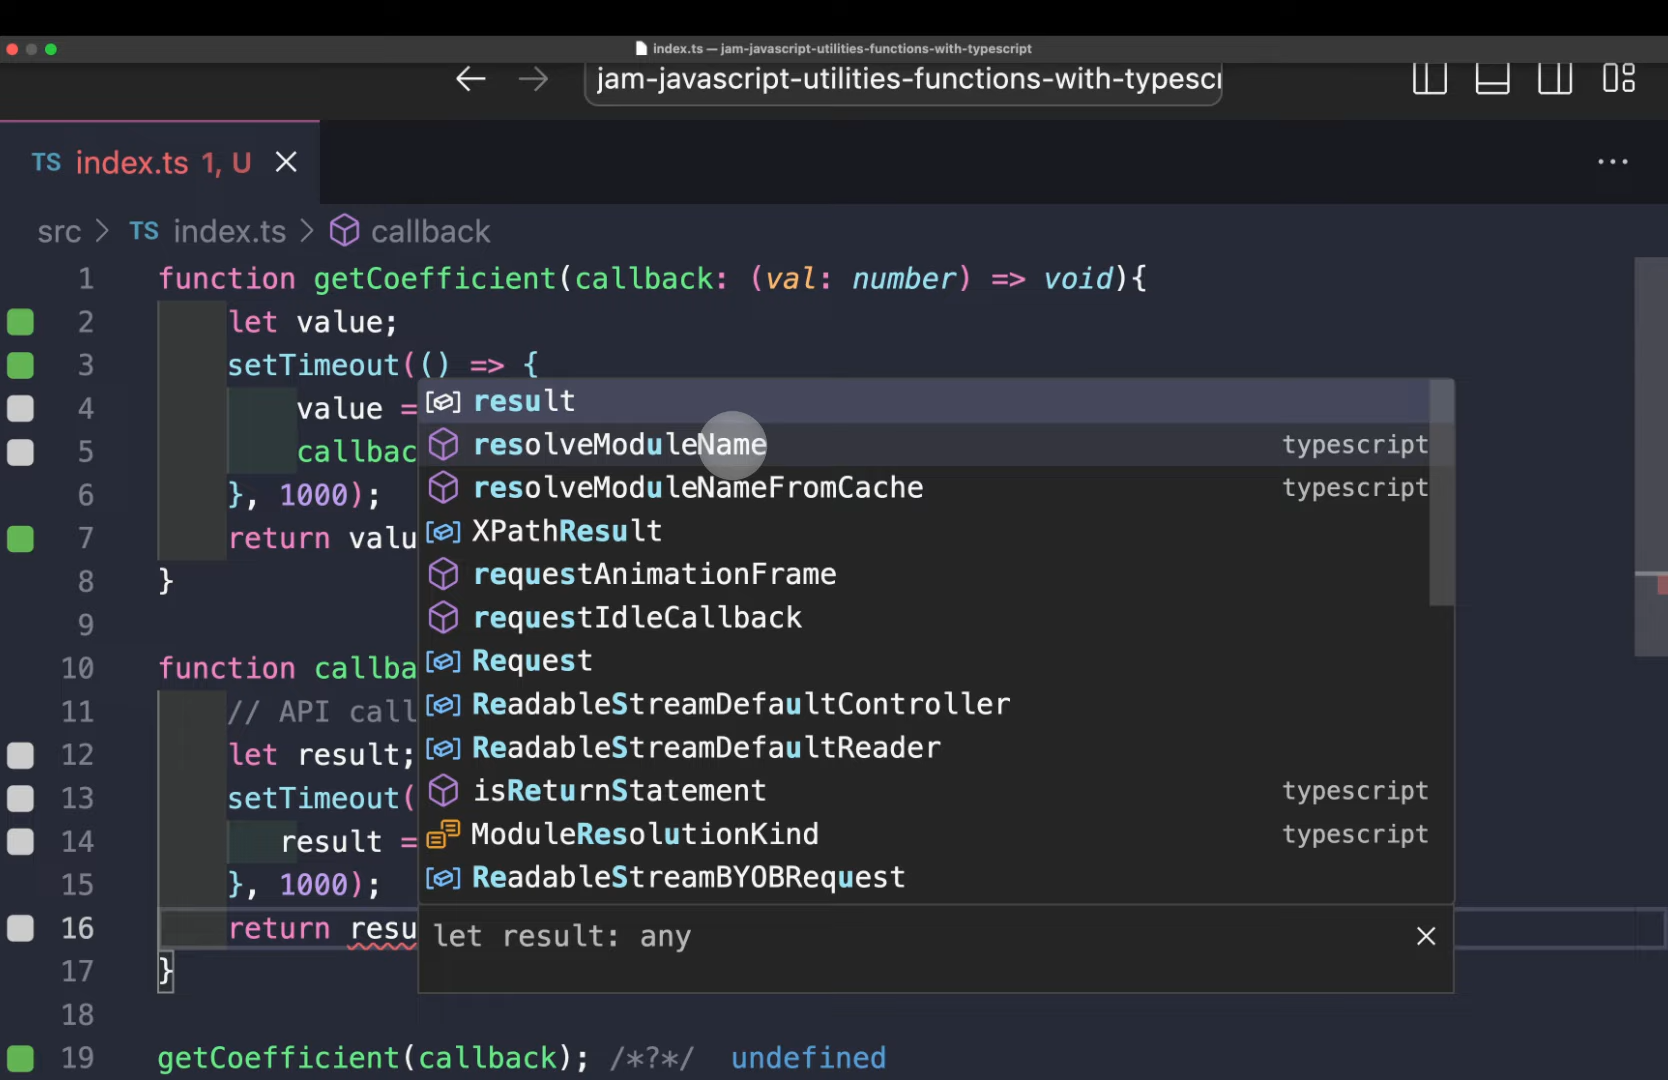 index.ts — jam-javascript-utilities-functions-with-typescript
jam-javascript-utilities-functions-with-typescr
TS index.ts 1, U
src > TS index.ts > callback
1 function getCoefficient(callback: (val: number) => void){
2 let value;
3 setTimeout(() => {
4 value =
5 callbac
6 }, 1000);
7 return valu
8 }
9
10 function callba
11 // API call
12 let result;
13 setTimeout(
14 result =
15 }, 1000);
16 return resu
17 }
18
19 getCoefficient(callback); /*?*/ undefined
result
resolveModuleName typescript
resolveModuleNameFromCache typescript
XPathResult
requestAnimationFrame
requestIdleCallback
Request
ReadableStreamDefaultController
ReadableStreamDefaultReader
isReturnStatement typescript
ModuleResolutionKind typescript
ReadableStreamBYOBRequest
let result: any